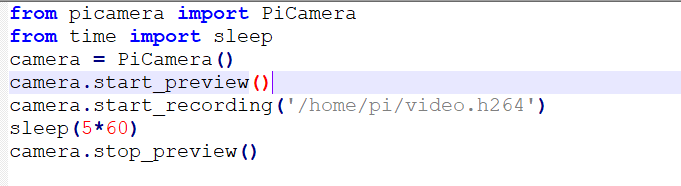 from picamera import PiCamera
from time import sleep
camera = PiCamera()
camera.start_preview()
camera.start_recording('/home/pi/video.h264')
sleep(5*60)
camera.stop_preview()